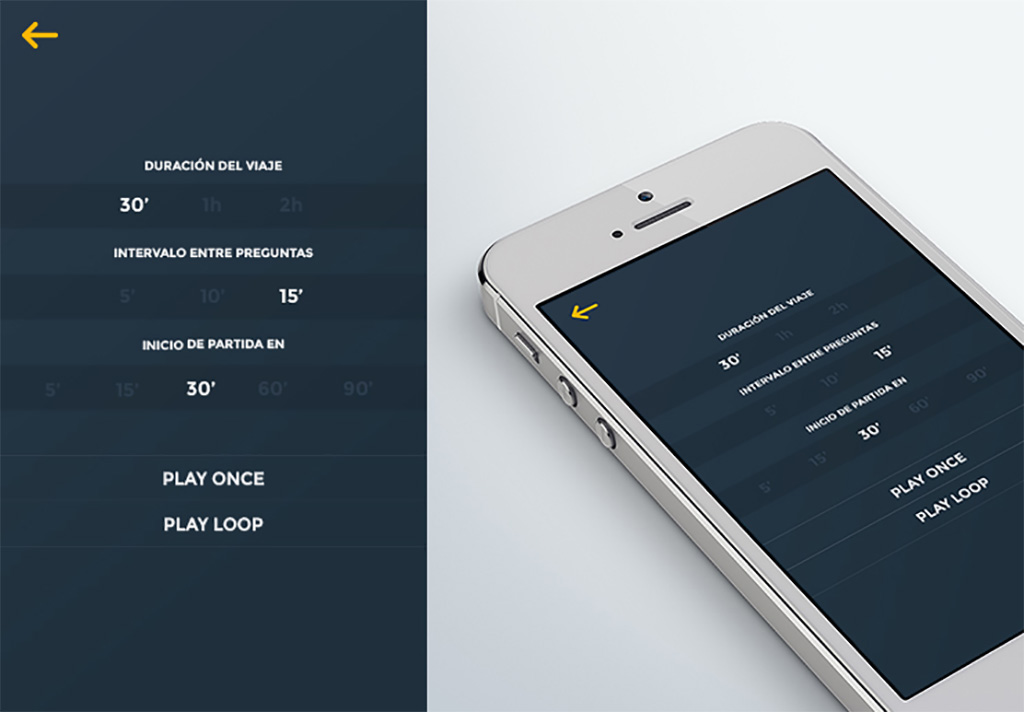 DURACIÓN DEL VIAJE
30’ 1h 2h
INTERVALO ENTRE PREGUNTAS
5’ 10’ 15’
INICIO DE PARTIDA EN
5’ 15’ 30’ 60’ 90’
PLAY ONCE
PLAY LOOP
DURACIÓN DEL VIAJE
30’ 1h 2h
INTERVALO ENTRE PREGUNTAS
5’ 10’ 15’
INICIO DE PARTIDA EN
5’ 15’ 30’ 60’ 90’
PLAY ONCE
PLAY LOOP